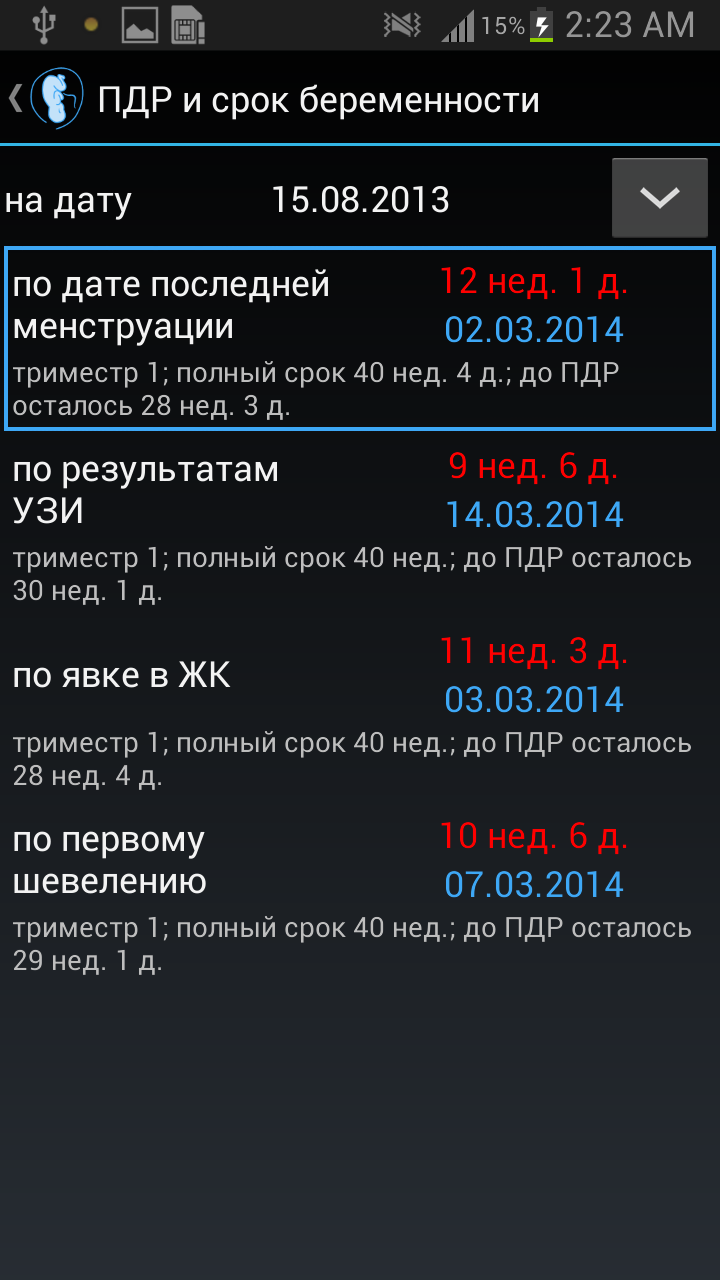 15% 2:23 AM
ПДР и срок беременности
на дату 15.08.2013
по дате последней
менструации
12 нед. 1 д.
02.03.2014
триместр 1; полный срок 40 нед. 4 д.; до ПДР
осталось 28 нед. 3 д.
по результатам
УЗИ
9 нед. 6 д.
14.03.2014
триместр 1; полный срок 40 нед.; до ПДР осталось
30 нед. 1 д.
по явке в ЖК
11 нед. 3 д.
03.03.2014
триместр 1; полный срок 40 нед.; до ПДР осталось
28 нед. 4 д.
по первому
шевелению
10 нед. 6 д.
07.03.2014
триместр 1; полный срок 40 нед.; до ПДР осталось
29 нед. 1 д.